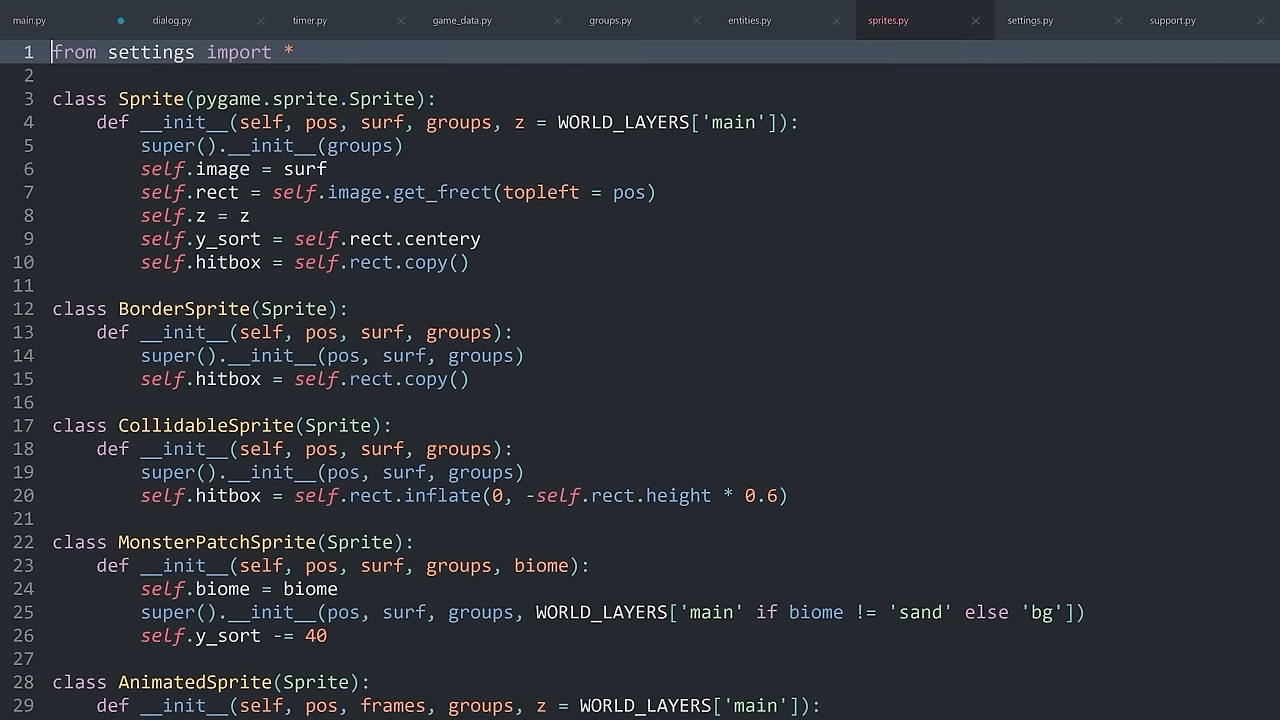 main.py dialog.py timer.py game_data.py groups.py entities.py sprites.py settings.py support.py
1 from settings import *
2
3 class Sprite(pygame.sprite.Sprite):
4     def __init__(self, pos, surf, groups, z = WORLD_LAYERS['main']):
5         super().__init__(groups)
6         self.image = surf
7         self.rect = self.image.get_frect(topleft = pos)
8         self.z = z
9         self.y_sort = self.rect.centery
10         self.hitbox = self.rect.copy()
11
12 class BorderSprite(Sprite):
13     def __init__(self, pos, surf, groups):
14         super().__init__(pos, surf, groups)
15         self.hitbox = self.rect.copy()
16
17 class CollidableSprite(Sprite):
18     def __init__(self, pos, surf, groups):
19         super().__init__(pos, surf, groups)
20         self.hitbox = self.rect.inflate(0, -self.rect.height * 0.6)
21
22 class MonsterPatchSprite(Sprite):
23     def __init__(self, pos, surf, groups, biome):
24         self.biome = biome
25         super().__init__(pos, surf, groups, WORLD_LAYERS['main' if biome != 'sand' else 'bg'])
26         self.y_sort -= 40
27
28 class AnimatedSprite(Sprite):
29     def __init__(self, pos, frames, groups, z = WORLD_LAYERS['main']):